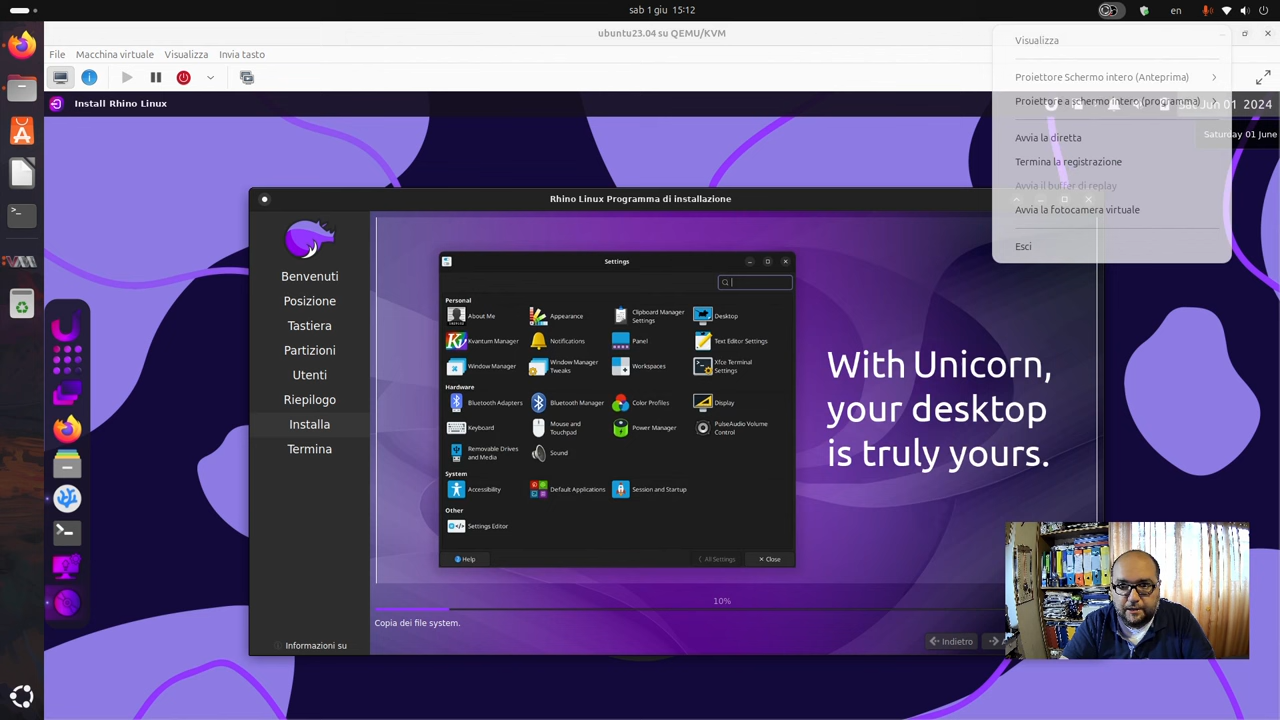 sab 1 giu 15:12
en
ubuntu23.04 su QEMU/KVM
File Macchina virtuale Visualizza Invia tasto
Install Rhino Linux
Sat Jun 01 2024
Saturday 01 June
Visualizza
Proiettore Schermo intero (Anteprima)
Proiettore a schermo intero (programma)
Avvia la diretta
Termina la registrazione
Avvia il buffer di replay
Avvia la fotocamera virtuale
Esci
Rhino Linux Programma di installazione
Benvenuti
Posizione
Tastiera
Partizioni
Utenti
Riepilogo
Installa
Termina
Informazioni su
Settings
Personal
About Me
Appearance
Clipboard Manager
Settings
Desktop
Kvantum Manager
Notifications
Panel
Text Editor Settings
Window Manager
Window Manager
Tweaks
Workspaces
Xfce Terminal
Settings
Hardware
Bluetooth Adapters
Bluetooth Manager
Color Profiles
Display
Keyboard
Mouse and
Touchpad
Power Manager
PulseAudio Volume
Control
Removable Drives
and Media
Sound
System
Accessibility
Default Applications
Session and Startup
Other
Settings Editor
Help
All Settings
Close
With Unicorn,
your desktop
is truly yours.
10%
Copia dei file system.
Indietro